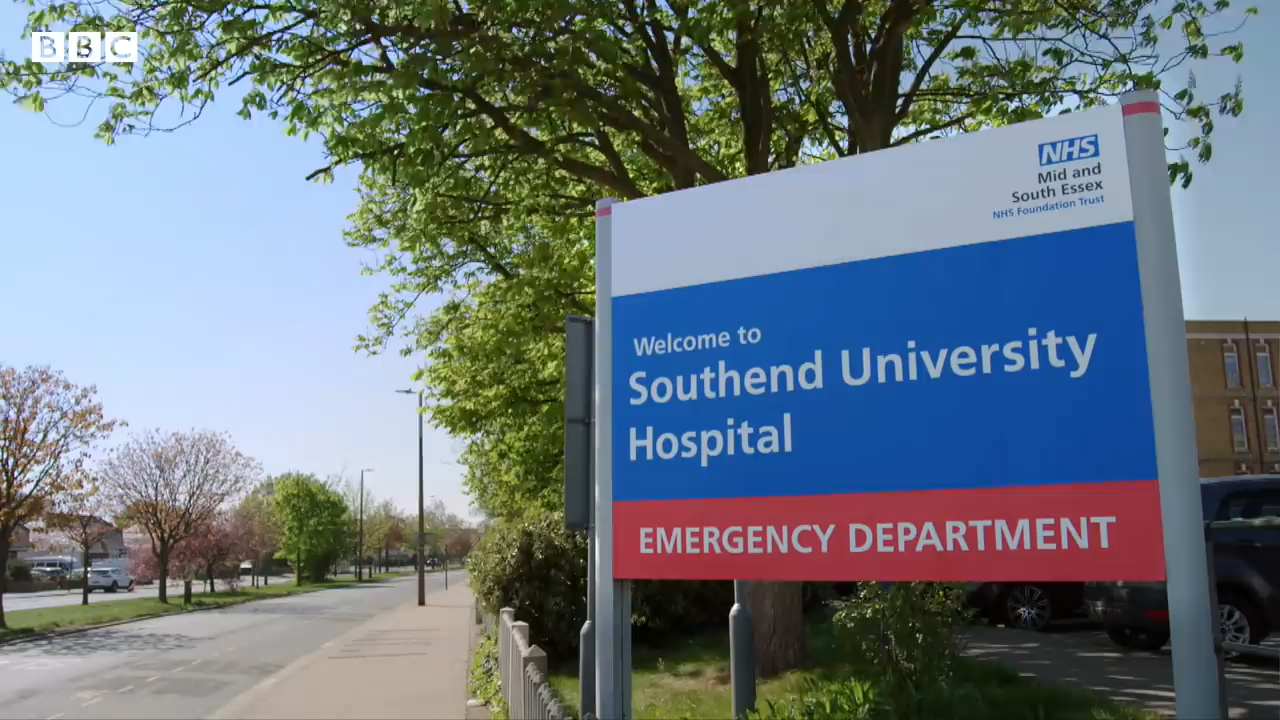 BBC
NHS
Mid and
South Essex
NHS Foundation Trust
Welcome to
Southend University
Hospital
EMERGENCY DEPARTMENT